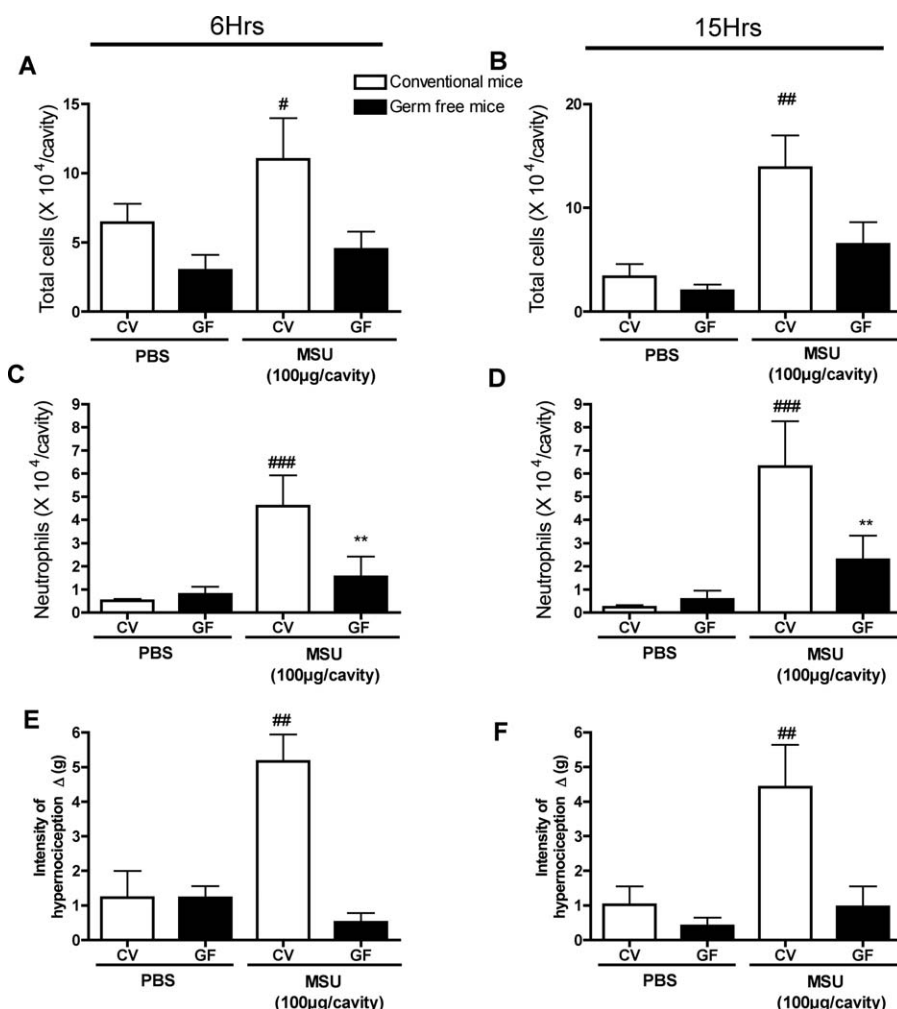 6Hrs
15Hrs
A
Conventional mice
Germ free mice
Total cells (X 10⁴/cavity)
15
10
5
0
#
CV
GF
CV
GF
PBS
MSU
(100µg/cavity)
B
Total cells (X 10⁴/cavity)
20
10
0
##
CV
GF
CV
GF
PBS
MSU
(100µg/cavity)
C
Neutrophils (X 10⁴/cavity)
9
8
7
6
5
4
3
2
1
0
###
**
CV
GF
CV
GF
PBS
MSU
(100µg/cavity)
D
Neutrophils (X 10⁴/cavity)
9
8
7
6
5
4
3
2
1
0
###
**
CV
GF
CV
GF
PBS
MSU
(100µg/cavity)
E
Intensity of
hypernociception Δ (g)
6
5
4
3
2
1
0
##
CV
GF
CV
GF
PBS
MSU
(100µg/cavity)
F
Intensity of
hypernociception Δ (g)
6
5
4
3
2
1
0
##
CV
GF
CV
GF
PBS
MSU
(100µg/cavity)